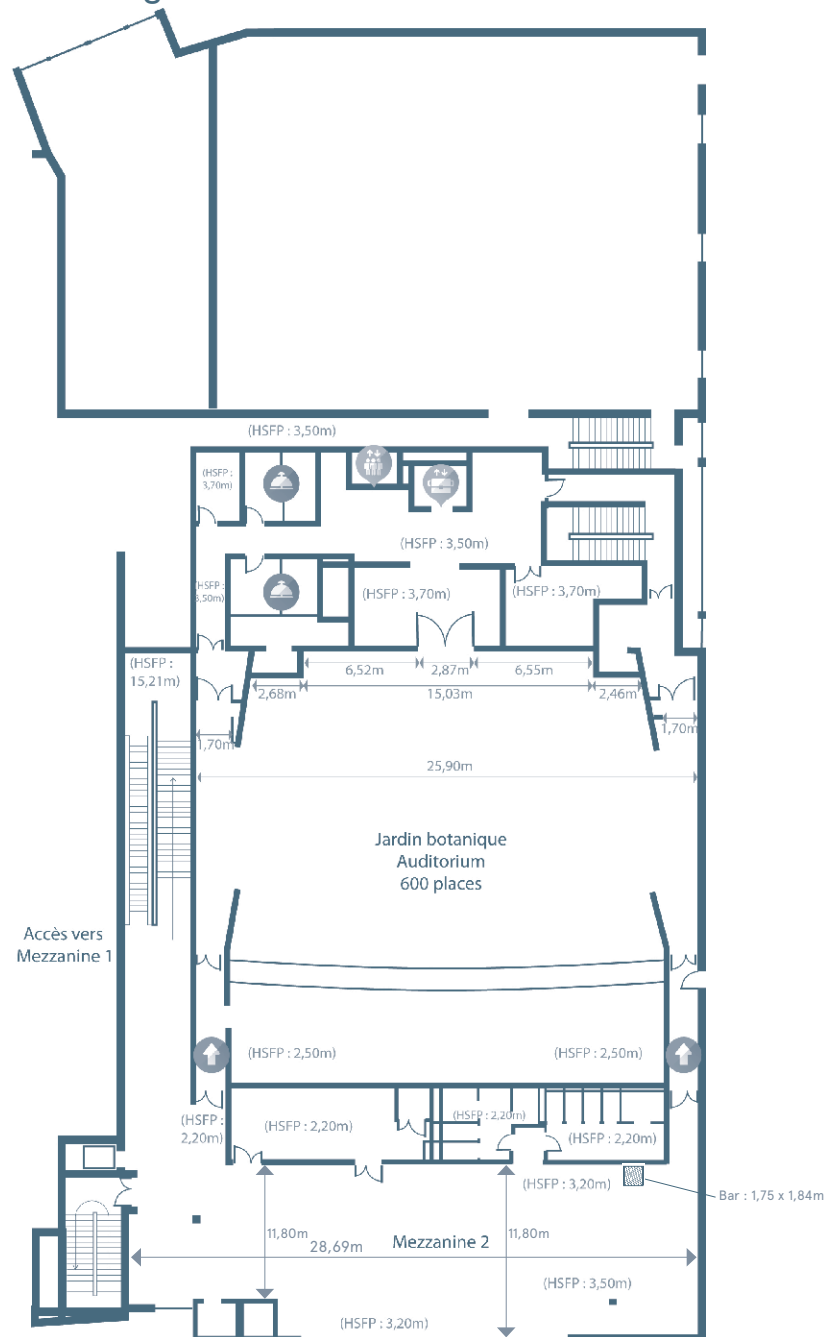 (HSFP : 3,50m)
(HSFP :
3,70m)
(HSFP : 3,50m)
(HSFP :
3,50m)
(HSFP : 3,70m)
(HSFP : 3,70m)
(HSFP :
15,21m)
6,52m
2,87m
6,55m
2,68m
15,03m
2,46m
1,70m
1,70m
25,90m
Jardin botanique
Auditorium
600 places
Accès vers
Mezzanine 1
(HSFP : 2,50m)
(HSFP : 2,50m)
(HSFP :
2,20m)
(HSFP : 2,20m)
(HSFP : 2,20m)
(HSFP : 2,20m)
(HSFP : 3,20m)
Bar : 1,75 x 1,84m
11,80m
11,80m
28,69m
Mezzanine 2
(HSFP : 3,50m)
(HSFP : 3,20m)